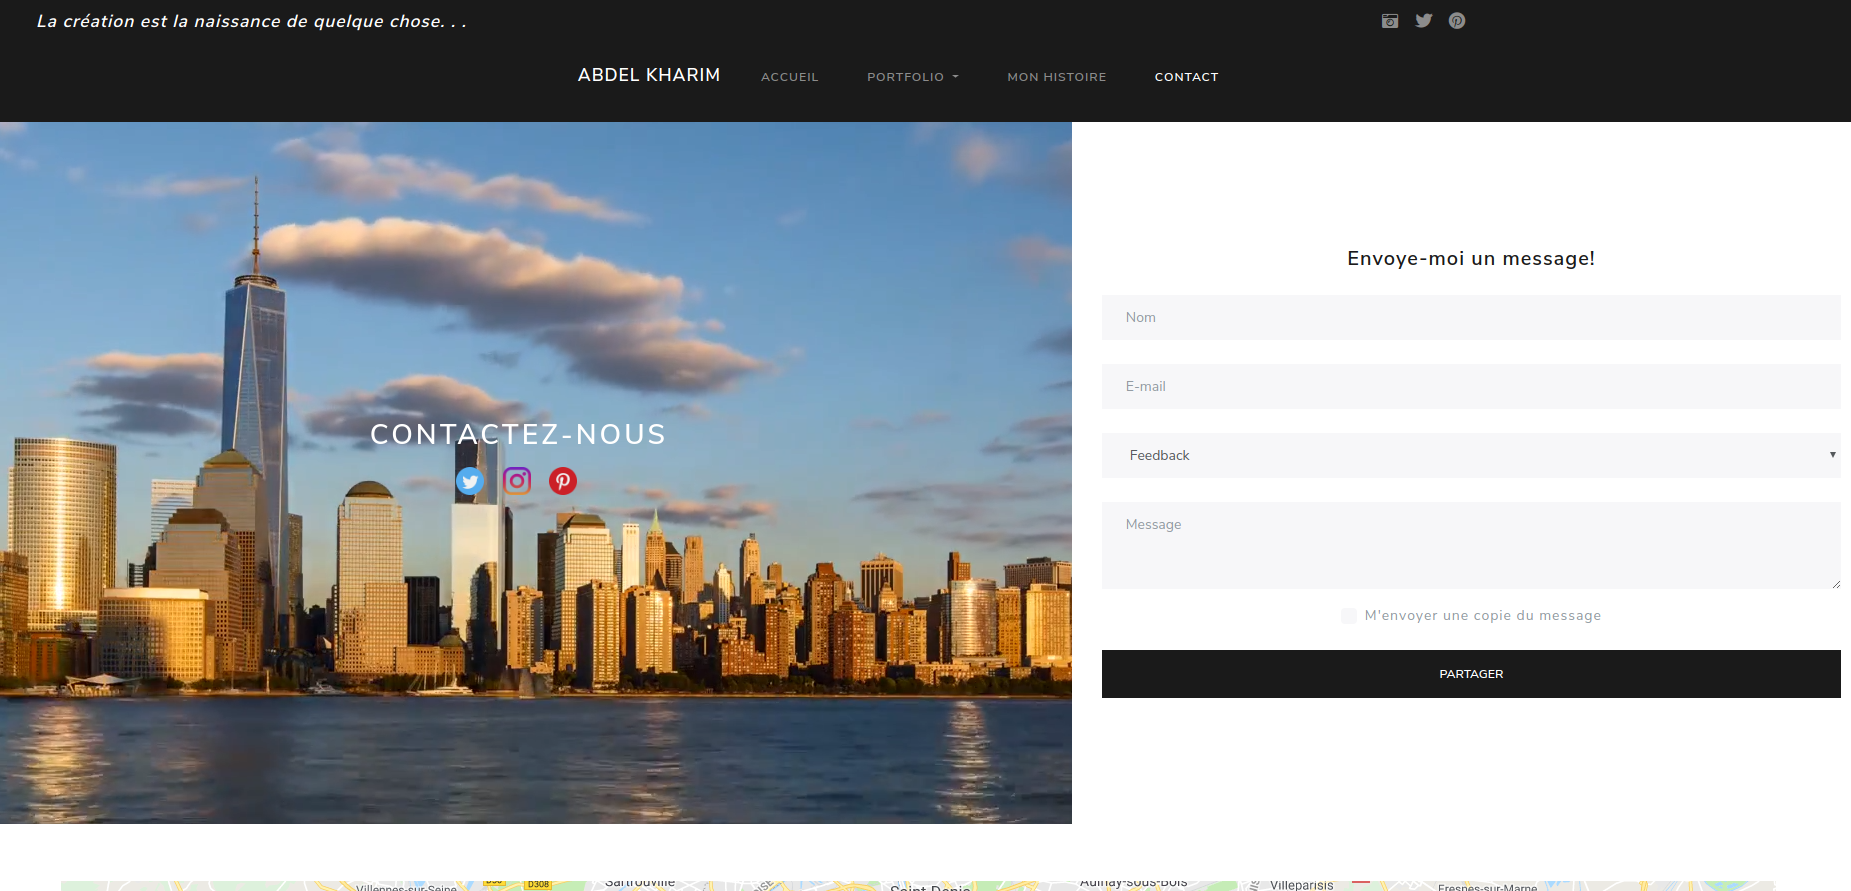 La création est la naissance de quelque chose. . .
ABDEL KHARIM
ACCUEIL
PORTFOLIO
MON HISTOIRE
CONTACT
CONTACTEZ-NOUS
Envoye-moi un message!
Nom
E-mail
Feedback
Message
M'envoyer une copie du message
PARTAGER
Villennes-sur-Seine
D308
Sartrouville
Saint-Denis
Aulnay-sous-Bois
Villeparisis
Fresnes-sur-Marne